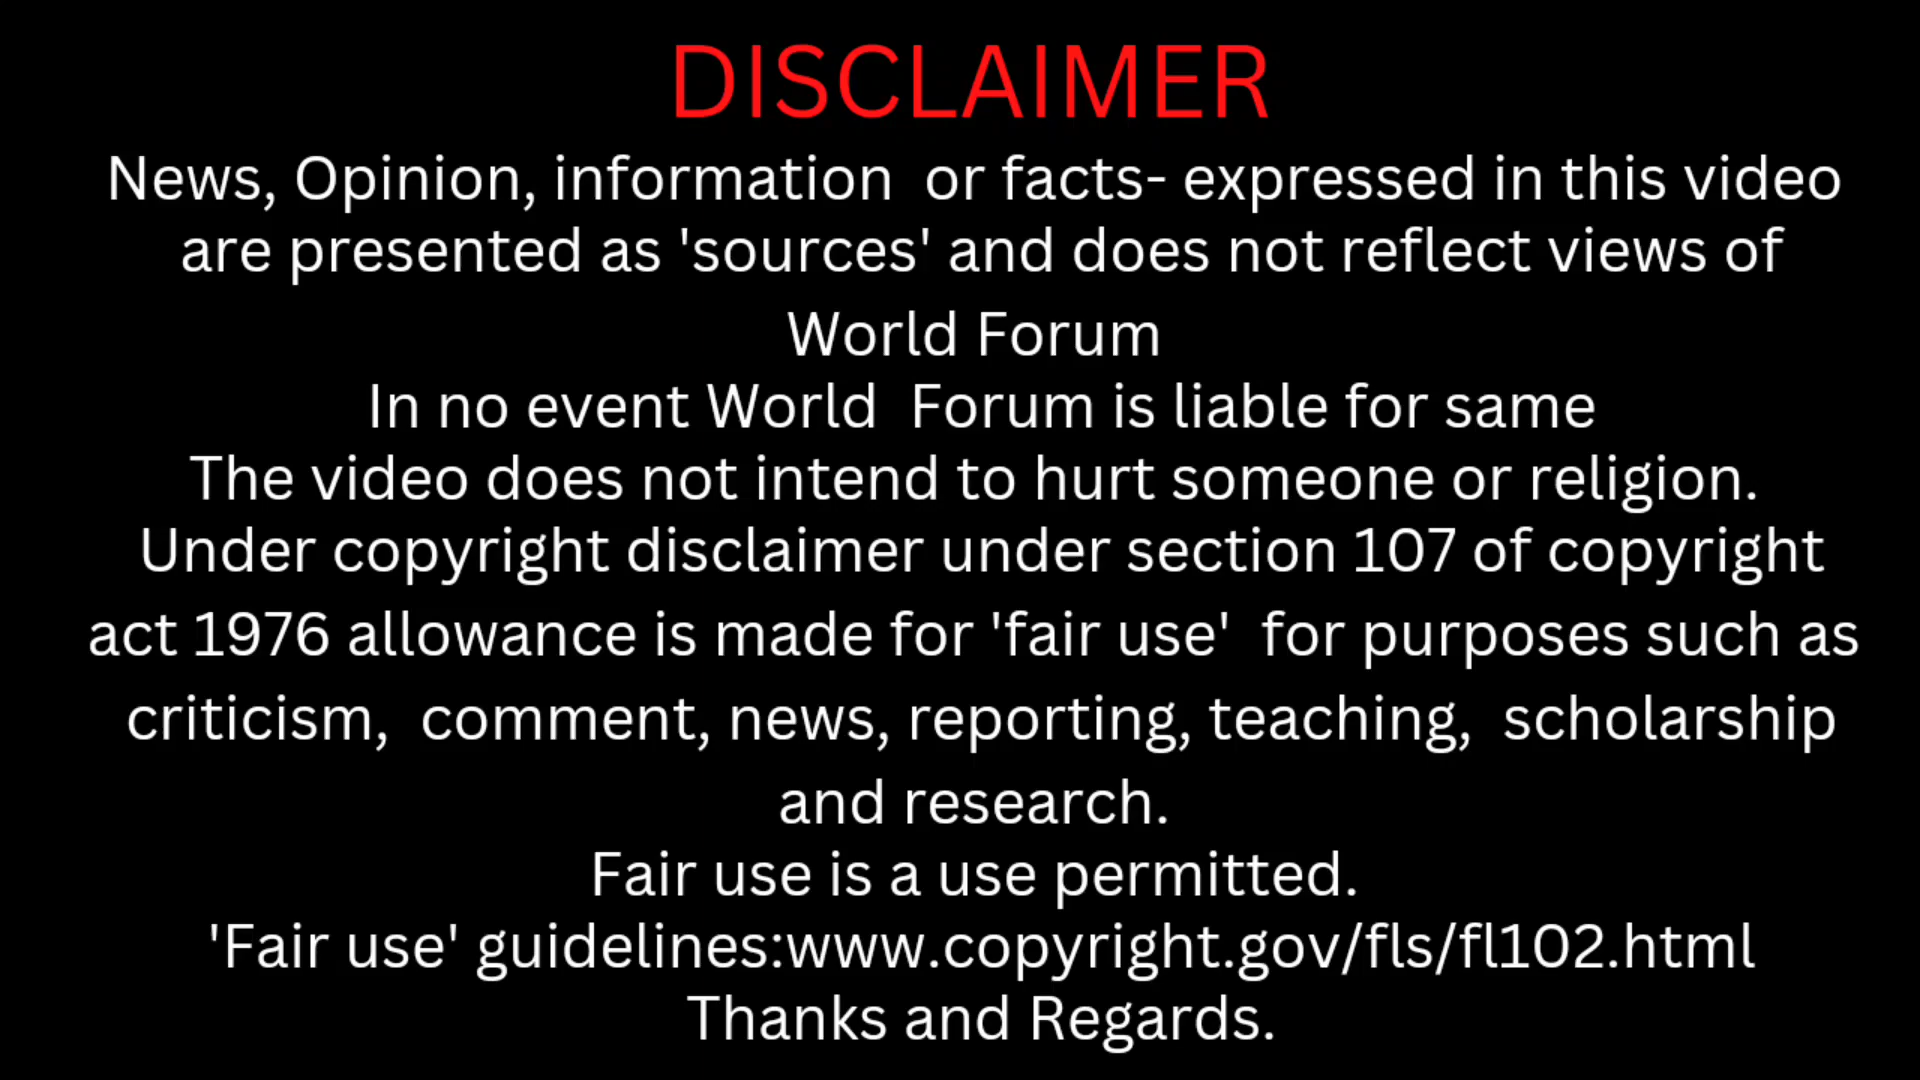 DISCLAIMER
News, Opinion, information  or facts- expressed in this video
are presented as 'sources' and does not reflect views of
World Forum
In no event World  Forum is liable for same
The video does not intend to hurt someone or religion.
Under copyright disclaimer under section 107 of copyright
act 1976 allowance is made for 'fair use'  for purposes such as
criticism,  comment, news, reporting, teaching,  scholarship
and research.
Fair use is a use permitted.
'Fair use' guidelines:www.copyright.gov/fls/fl102.html
Thanks and Regards.